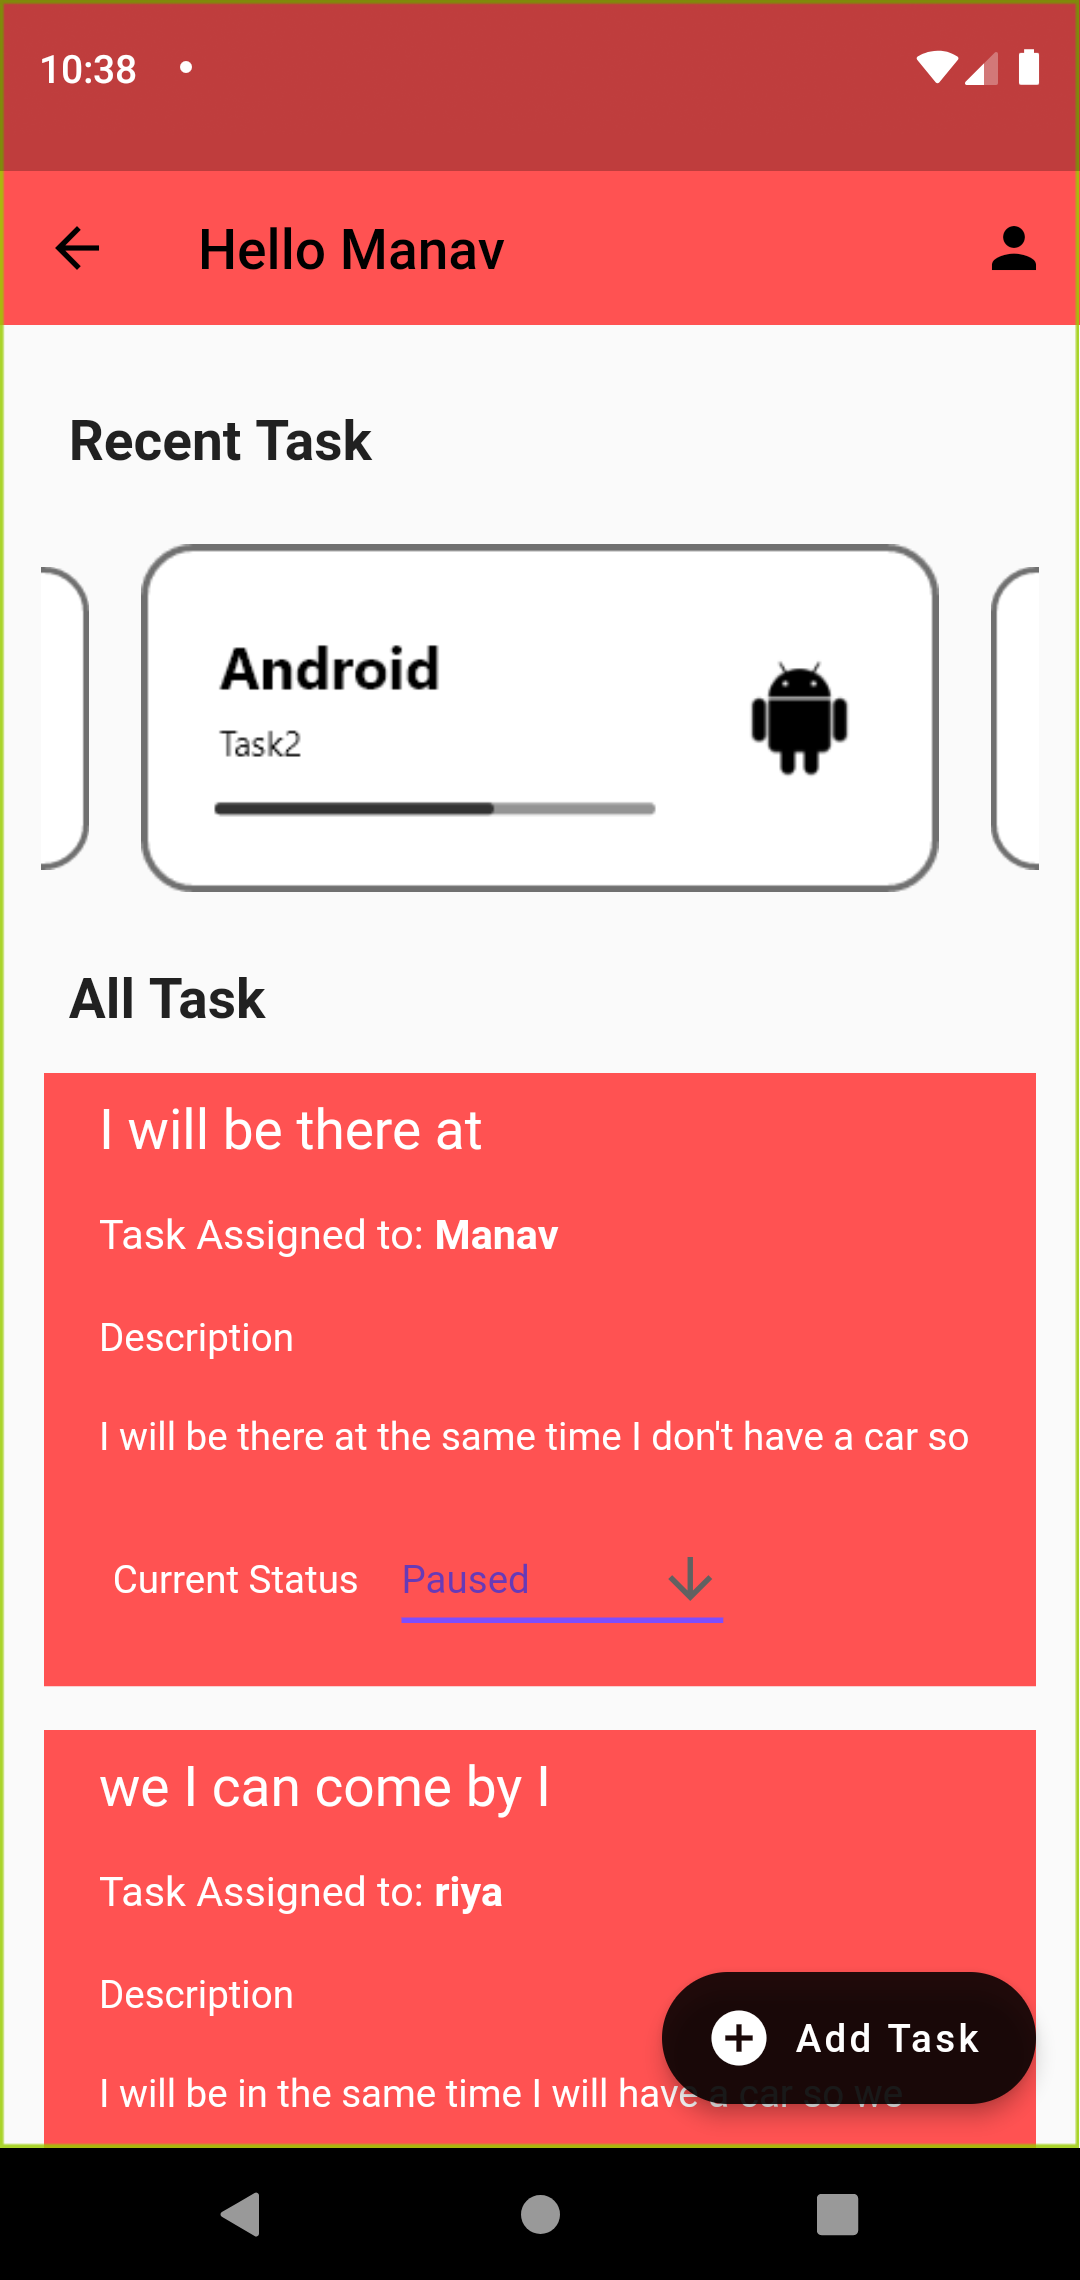 10:38
Hello Manav
Recent Task
Android
Task2
All Task
I will be there at
Task Assigned to: Manav
Description
I will be there at the same time I don't have a car so
Current Status Paused
we I can come by I
Task Assigned to: riya
Description
Add Task
I will be in the same time I will have a car so we